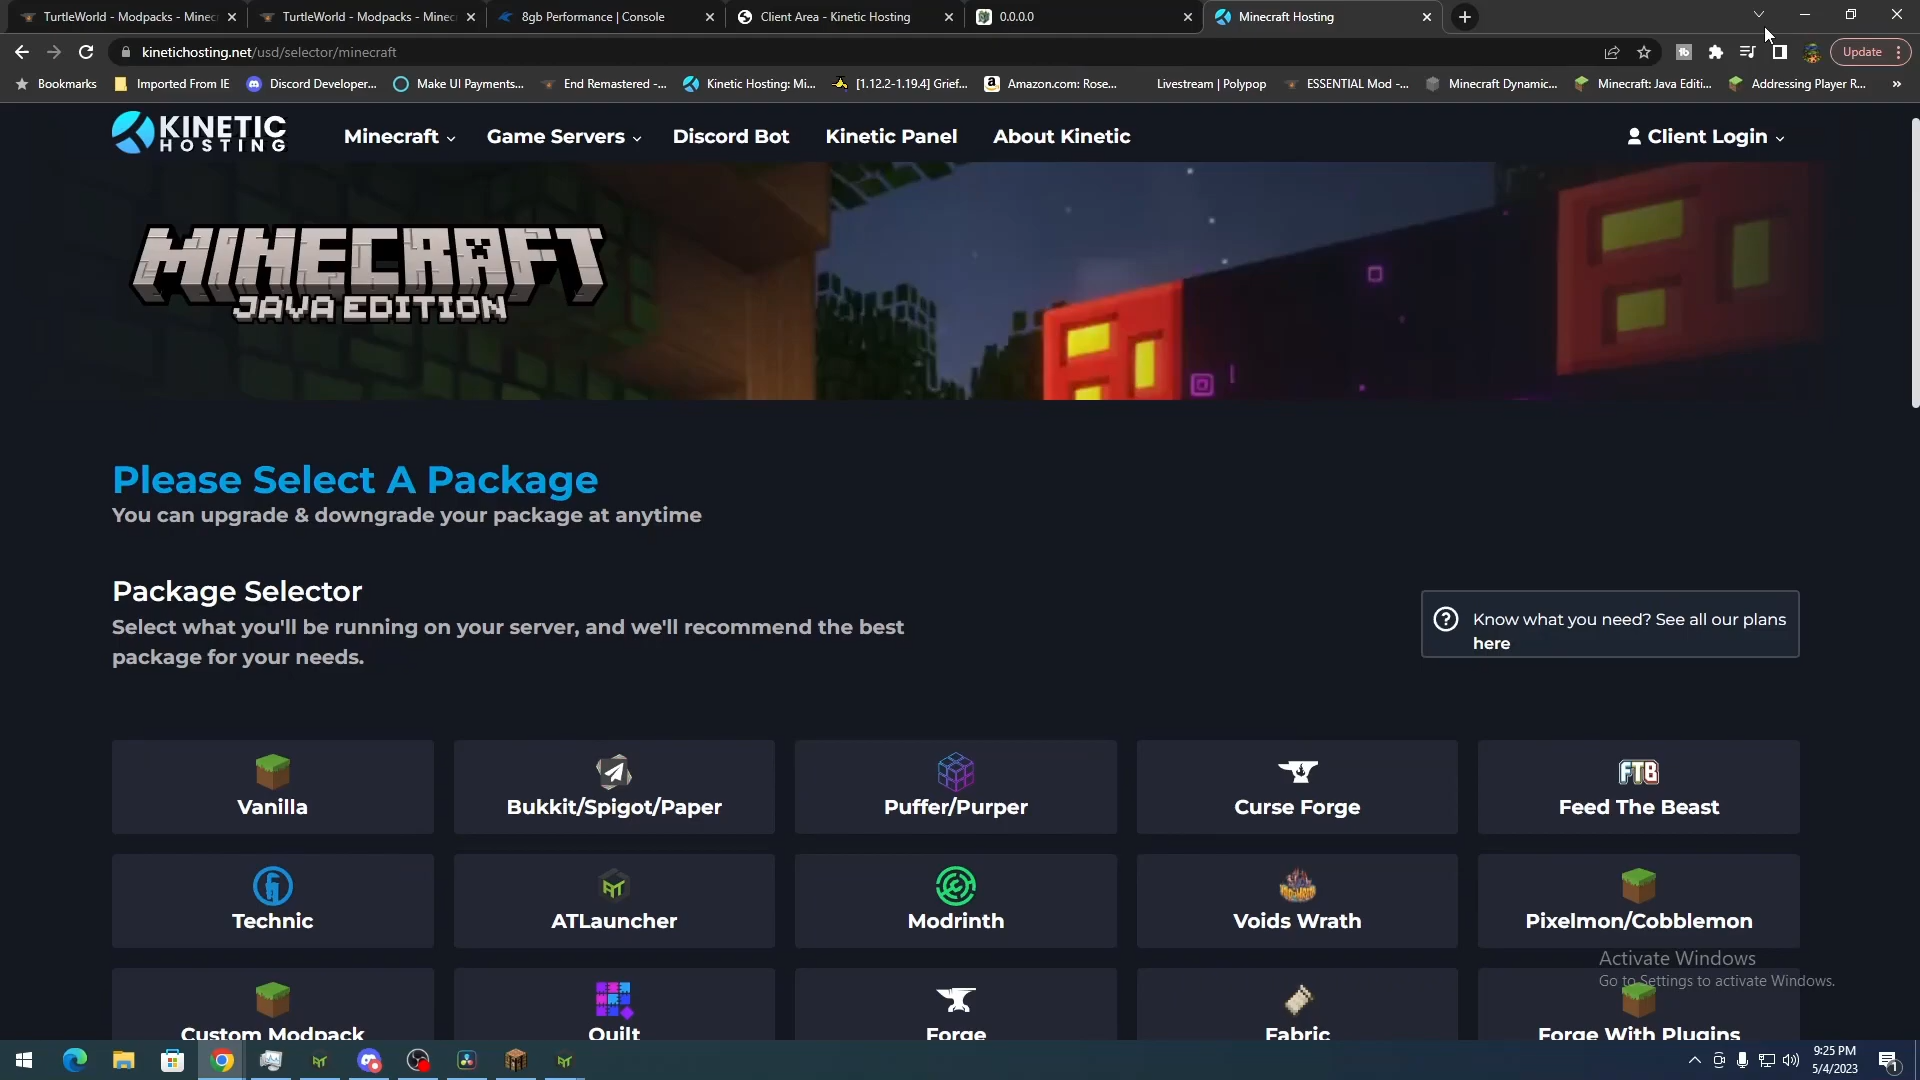 TurtleWorld - Modpacks - Minecr
TurtleWorld - Modpacks - Minec
8gb Performance | Console
Client Area - Kinetic Hosting
0.0.0.0
Minecraft Hosting
kinetichosting.net/usd/selector/minecraft
Update
Bookmarks
Imported From IE
Discord Developer...
Make UI Payments...
End Remastered -...
Kinetic Hosting: Mi...
[1.12.2-1.19.4] Grief...
Amazon.com: Rose...
Livestream | Polypop
ESSENTIAL Mod -...
Minecraft Dynamic...
Minecraft: Java Editi...
Addressing Player R...
»
KINETIC
HOSTING
Minecraft
Game Servers
Discord Bot
Kinetic Panel
About Kinetic
Client Login
MINECRAFT
JAVA EDITION
Please Select A Package
You can upgrade & downgrade your package at anytime
Package Selector
Select what you'll be running on your server, and we'll recommend the best
package for your needs.
Know what you need? See all our plans
here
Vanilla
Bukkit/Spigot/Paper
Puffer/Purper
Curse Forge
FTB
Feed The Beast
Technic
ATLauncher
Modrinth
Voids Wrath
Pixelmon/Cobblemon
Activate Windows
Go to Settings to activate Windows.
Custom Modpack
Quilt
Forge
Fabric
Forge With Plugins
9:25 PM
5/4/2023
1